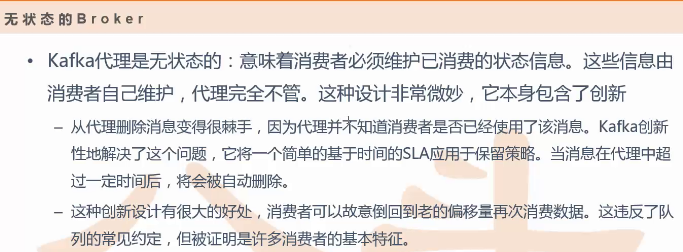 无状态的Broker
• Kafka代理是无状态的：意味着消费者必须维护已消费的状态信息。这些信息由
消费者自己维护，代理完全不管。这种设计非常微妙，它本身包含了创新
– 从代理删除消息变得很棘手，因为代理并不知道消费者是否已经使用了该消息。Kafka创新
性地解决了这个问题，它将一个简单的基于时间的SLA应用于保留策略。当消息在代理中超
过一定时间后，将会被自动删除。
– 这种创新设计有很大的好处，消费者可以故意倒回到老的偏移量再次消费数据。这违反了队
列的常见约定，但被证明是许多消费者的基本特征。